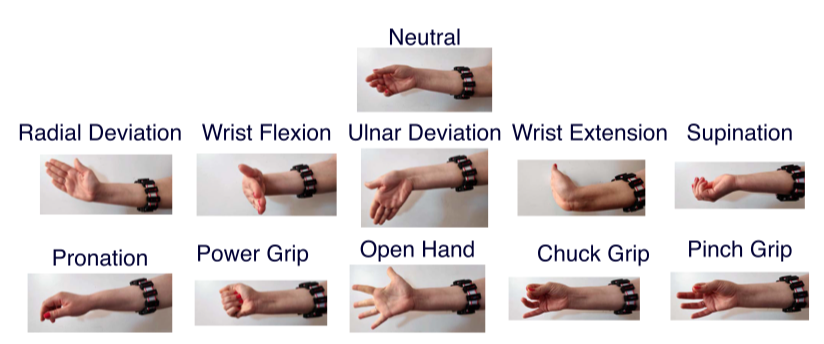 Neutral
Radial Deviation Wrist Flexion Ulnar Deviation Wrist Extension Supination
Pronation Power Grip Open Hand Chuck Grip Pinch Grip